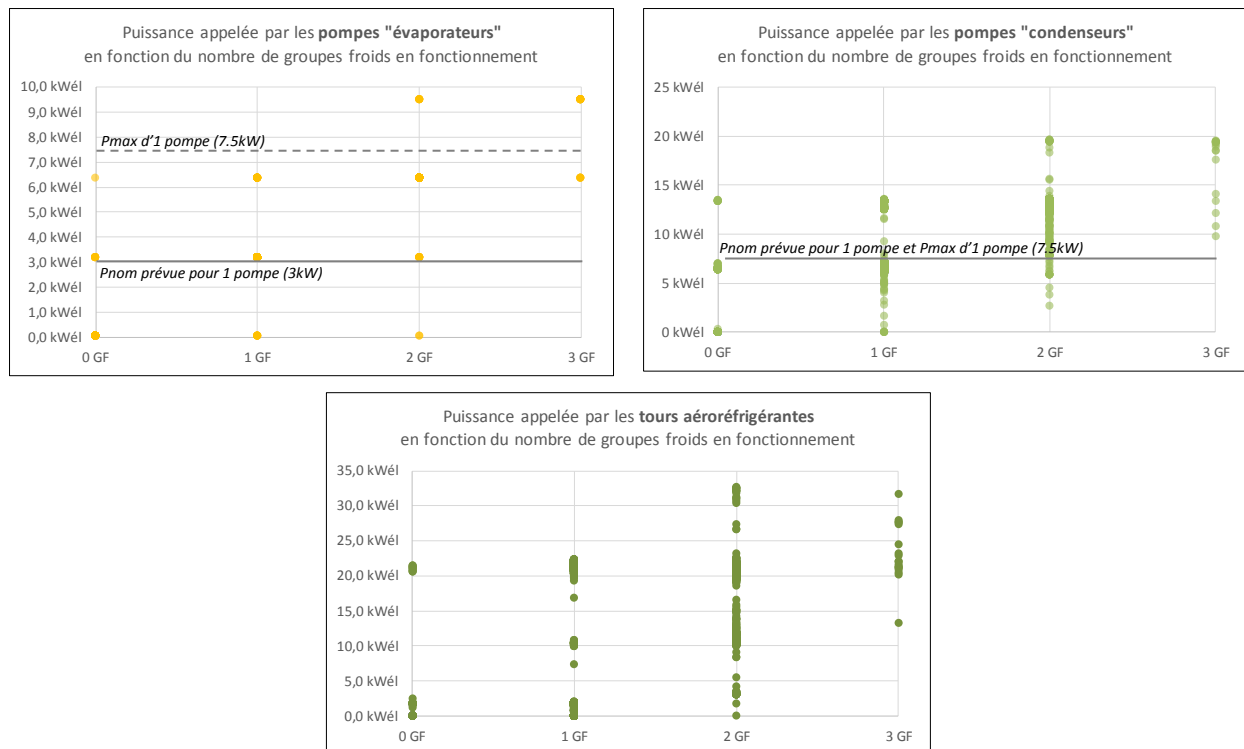 Puissance appelée par les pompes "évaporateurs"
en fonction du nombre de groupes froids en fonctionnement
10,0 kWél
9,0 kWél
8,0 kWél
7,0 kWél
6,0 kWél
5,0 kWél
4,0 kWél
3,0 kWél
2,0 kWél
1,0 kWél
0,0 kWél
Pmax d'1 pompe (7.5kW)
Pnom prévue pour 1 pompe (3kW)
0 GF
1 GF
2 GF
3 GF
Puissance appelée par les pompes "condenseurs"
en fonction du nombre de groupes froids en fonctionnement
25 kWél
20 kWél
15 kWél
10 kWél
5 kWél
0 kWél
Pnom prévue pour 1 pompe et Pmax d'1 pompe (7.5kW)
0 GF
1 GF
2 GF
3 GF
Puissance appelée par les tours aéroréfrigérantes
en fonction du nombre de groupes froids en fonctionnement
35,0 kWél
30,0 kWél
25,0 kWél
20,0 kWél
15,0 kWél
10,0 kWél
5,0 kWél
0,0 kWél
0 GF
1 GF
2 GF
3 GF